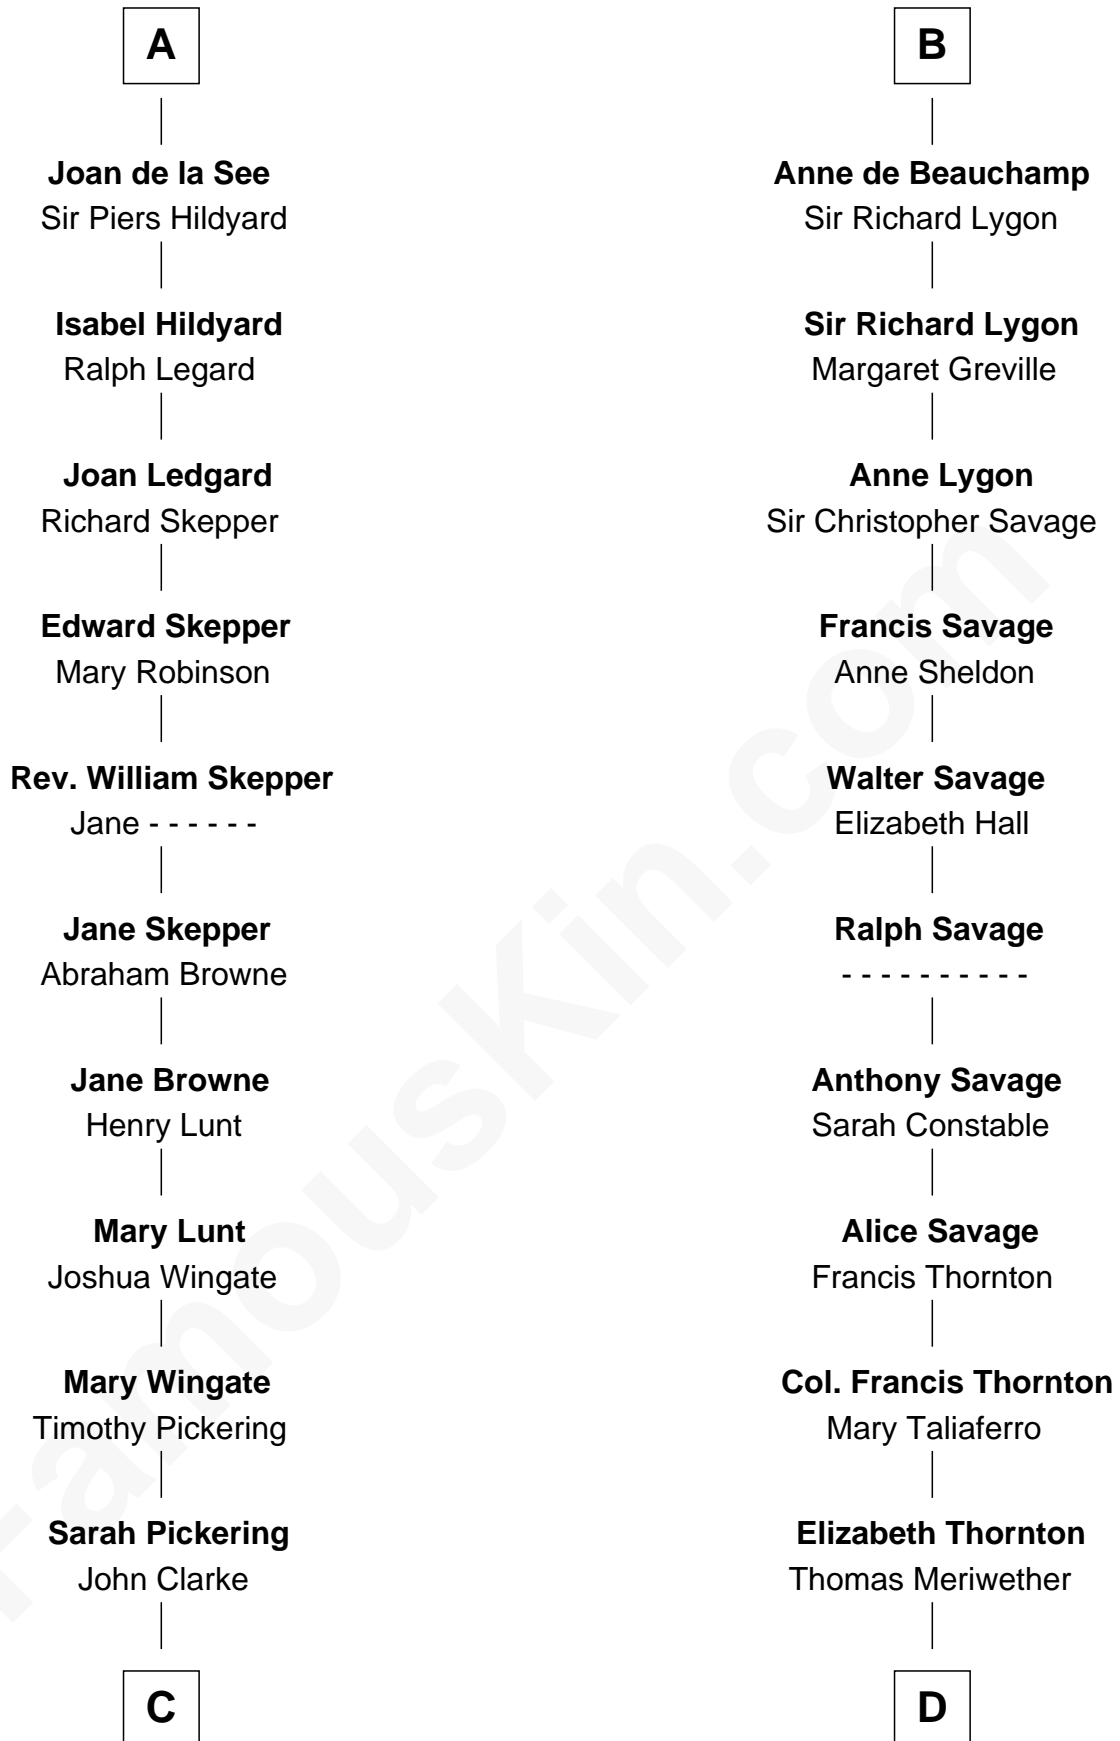 A
Joan de la See
Sir Piers Hildyard
Isabel Hildyard
Ralph Legard
Joan Ledgard
Richard Skepper
Edward Skepper
Mary Robinson
Rev. William Skepper
Jane - - - - - -
Jane Skepper
Abraham Browne
Jane Browne
Henry Lunt
Mary Lunt
Joshua Wingate
Mary Wingate
Timothy Pickering
Sarah Pickering
John Clarke
C
B
Anne de Beauchamp
Sir Richard Lygon
Sir Richard Lygon
Margaret Greville
Anne Lygon
Sir Christopher Savage
Francis Savage
Anne Sheldon
Walter Savage
Elizabeth Hall
Ralph Savage
- - - - - - - - - -
Anthony Savage
Sarah Constable
Alice Savage
Francis Thornton
Col. Francis Thornton
Mary Taliaferro
Elizabeth Thornton
Thomas Meriwether
D
FamousKin.com